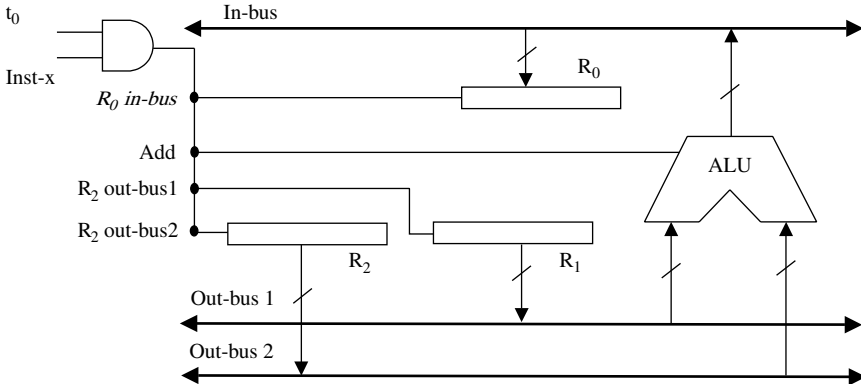 t0
In-bus
Inst-x
R0
R0 in-bus
Add
ALU
R2 out-bus1
R2 out-bus2
R2
R1
Out-bus 1
Out-bus 2